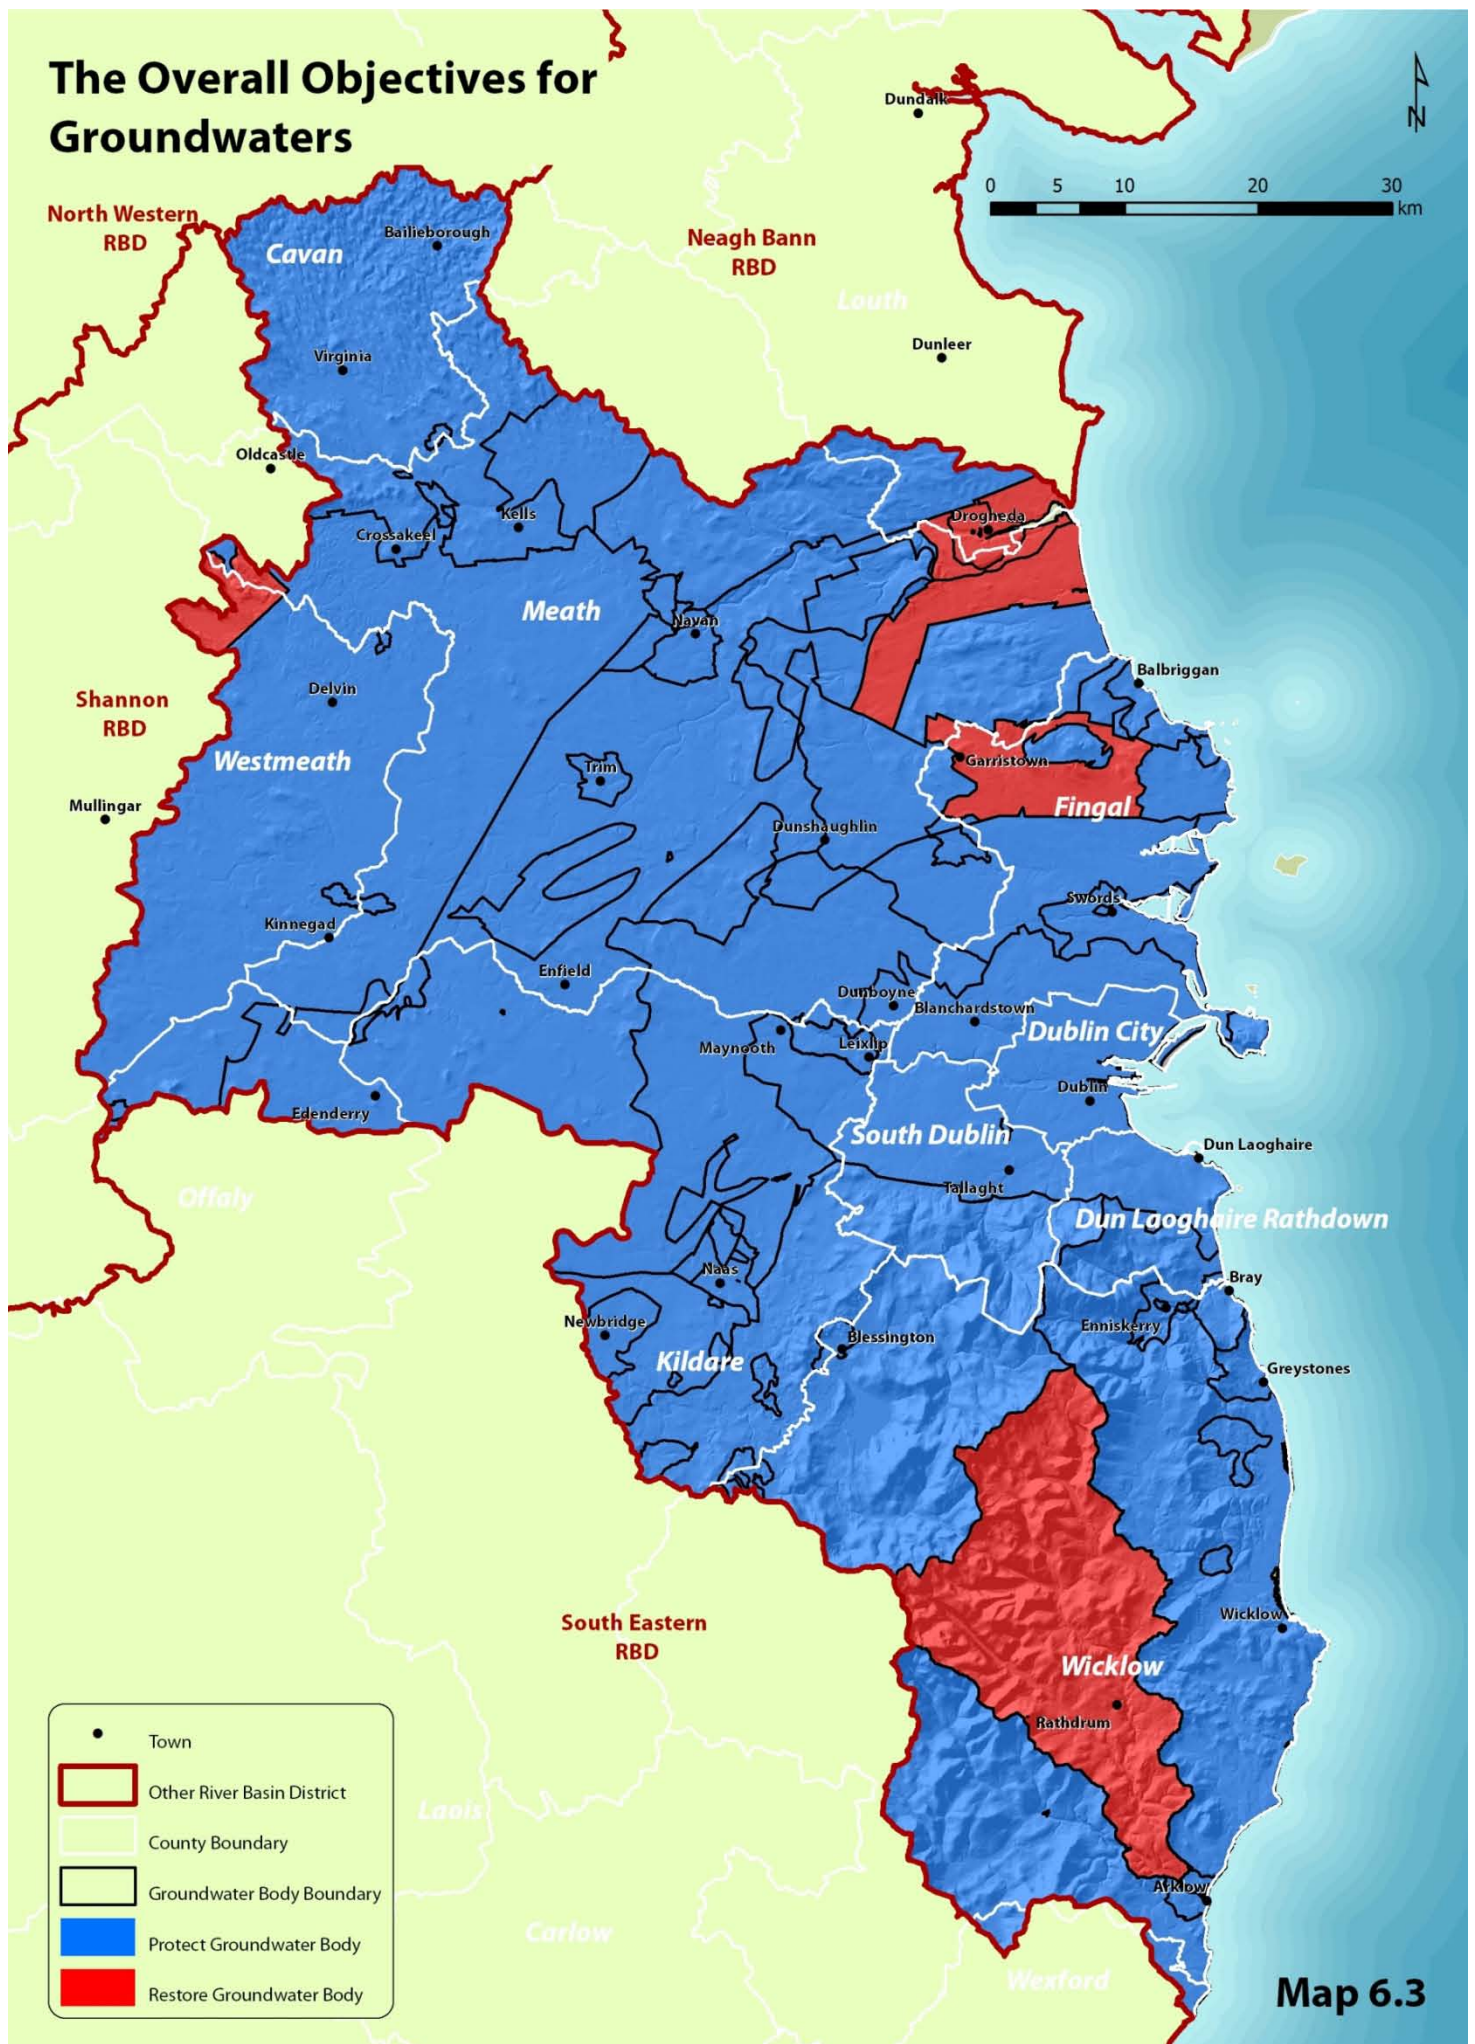 The Overall Objectives for
Groundwaters
N
0 5 10 20 30
km
Dundalk
North Western
RBD
Cavan
Bailieborough
Neagh Bann
RBD
Louth
Virginia
Dunleer
Oldcastle
Kells
Crossakeel
Drogheda
Meath
Navan
Balbriggan
Delvin
Shannon
RBD
Westmeath
Trim
Garristown
Fingal
Mullingar
Dunshaughlin
Swords
Kinnegad
Enfield
Dunboyne
Blanchardstown
Dublin City
Maynooth
Leixlip
Dublin
Edenderry
South Dublin
Dun Laoghaire
Tallaght
Offaly
Dun Laoghaire Rathdown
Naas
Bray
Newbridge
Enniskerry
Blessington
Kildare
Greystones
South Eastern
RBD
Wicklow
Wicklow
Rathdrum
Laois
Arklow
Carlow
Wexford
Town
Other River Basin District
County Boundary
Groundwater Body Boundary
Protect Groundwater Body
Restore Groundwater Body
Map 6.3